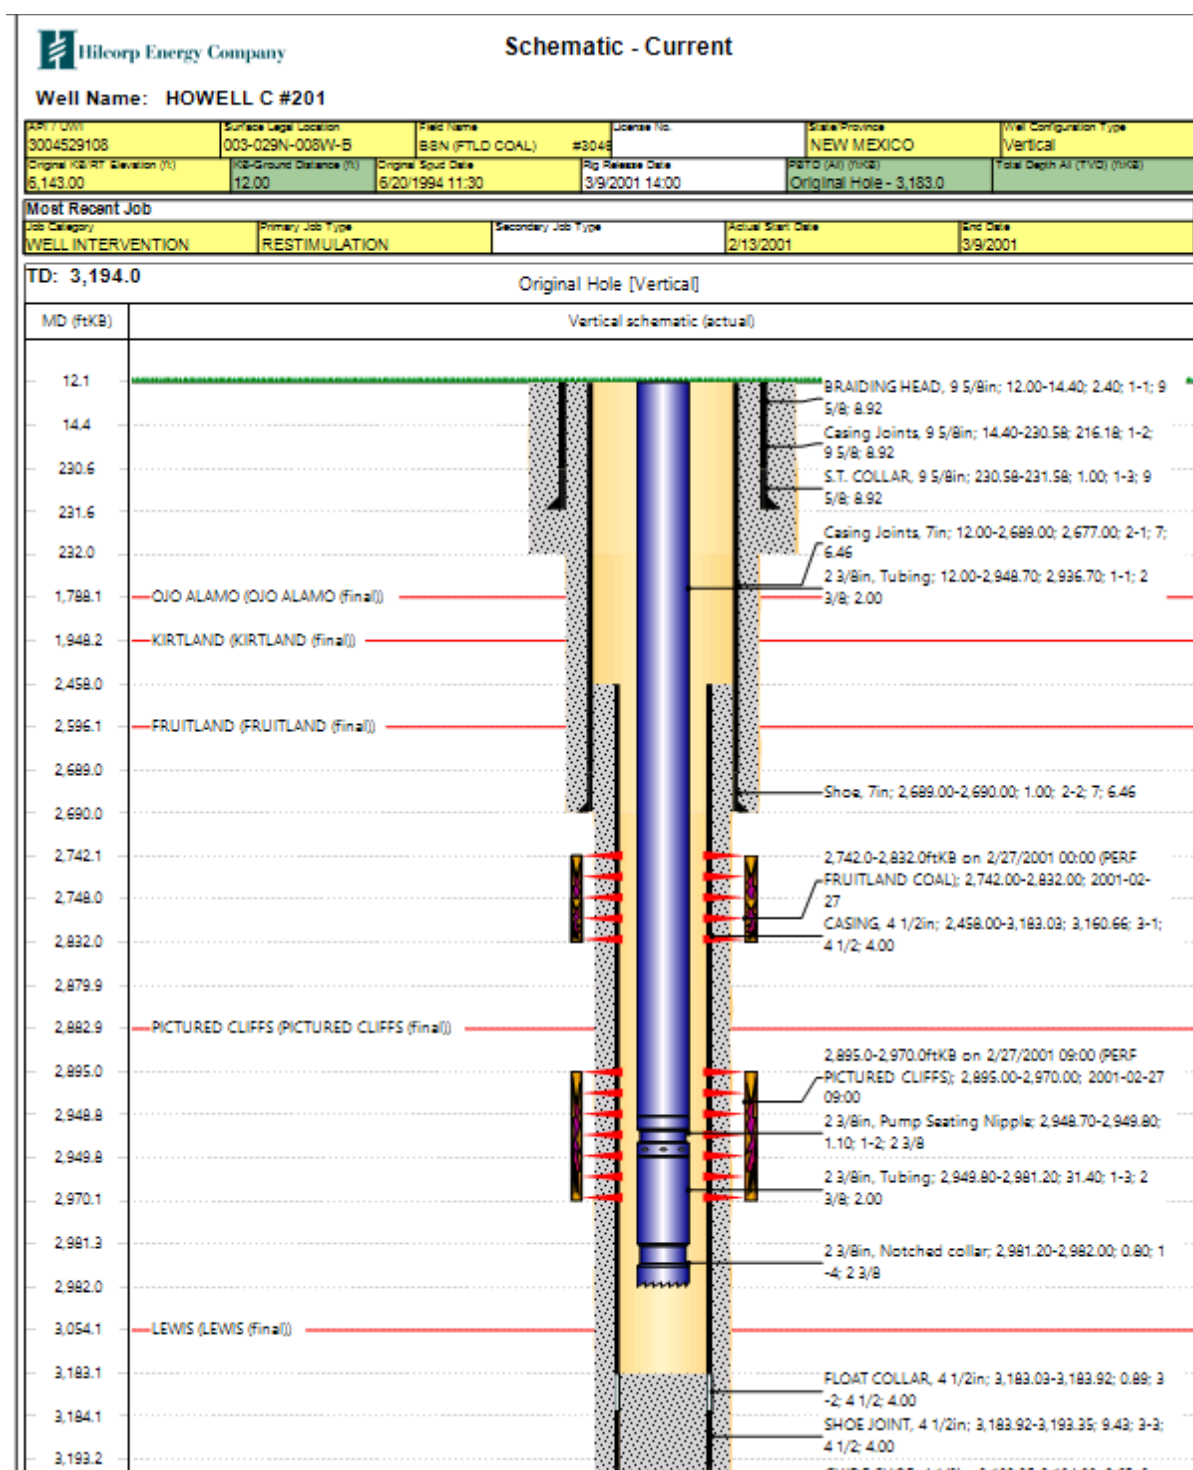 Hilcorp Energy Company
Schematic - Current
Well Name: HOWELL C #201
API / UWI
3004529108
Surface Legal Location
003-029N-008W-B
Field Name
BSN (FTLD COAL) #3046
License No.
State/Province
NEW MEXICO
Well Configuration Type
Vertical
Original KB/RT Elevation (ft)
6,143.00
KB-Ground Distance (ft)
12.00
Original Spud Date
6/20/1994 11:30
Rig Release Date
3/9/2001 14:00
PBTD (All) (ftKB)
Original Hole - 3,183.0
Total Depth All (TVD) (ftKB)
Most Recent Job
Job Category
WELL INTERVENTION
Primary Job Type
RESTIMULATION
Secondary Job Type
Actual Start Date
2/13/2001
End Date
3/9/2001
TD: 3,194.0
Original Hole [Vertical]
MD (ftKB)
Vertical schematic (actual)
12.1
BRAIDING HEAD, 9 5/8in; 12.00-14.40; 2.40; 1-1; 9
5/8; 8.92
14.4
Casing Joints, 9 5/8in; 14.40-230.58; 216.18; 1-2;
9 5/8; 8.92
230.6
S.T. COLLAR, 9 5/8in; 230.58-231.58; 1.00; 1-3; 9
5/8; 8.92
231.6
Casing Joints, 7in; 12.00-2,689.00; 2,677.00; 2-1; 7;
6.46
232.0
2 3/8in, Tubing; 12.00-2,948.70; 2,936.70; 1-1; 2
3/8; 2.00
1,788.1
OJO ALAMO (OJO ALAMO (final))
1,948.2
KIRTLAND (KIRTLAND (final))
2,458.0
2,596.1
FRUITLAND (FRUITLAND (final))
2,689.0
Shoe, 7in; 2,689.00-2,690.00; 1.00; 2-2; 7; 6.46
2,690.0
2,742.1
2,742.0-2,832.0ftKB on 2/27/2001 00:00 (PERF
FRUITLAND COAL); 2,742.00-2,832.00; 2001-02-
27
2,748.0
CASING, 4 1/2in; 2,458.00-3,183.03; 3,160.66; 3-1;
4 1/2; 4.00
2,832.0
2,879.9
2,882.9
PICTURED CLIFFS (PICTURED CLIFFS (final))
2,895.0
2,895.0-2,970.0ftKB on 2/27/2001 09:00 (PERF
PICTURED CLIFFS); 2,895.00-2,970.00; 2001-02-27
09:00
2,948.8
2 3/8in, Pump Seating Nipple; 2,948.70-2,949.80;
1.10; 1-2; 2 3/8
2,949.8
2 3/8in, Tubing; 2,949.80-2,981.20; 31.40; 1-3; 2
3/8; 2.00
2,970.1
2,981.3
2 3/8in, Notched collar; 2,981.20-2,982.00; 0.80; 1
-4; 2 3/8
2,982.0
3,054.1
LEWIS (LEWIS (final))
3,183.1
FLOAT COLLAR, 4 1/2in; 3,183.03-3,183.92; 0.89; 3
-2; 4 1/2; 4.00
3,184.1
SHOE JOINT, 4 1/2in; 3,183.92-3,193.35; 9.43; 3-3;
4 1/2; 4.00
3,193.2